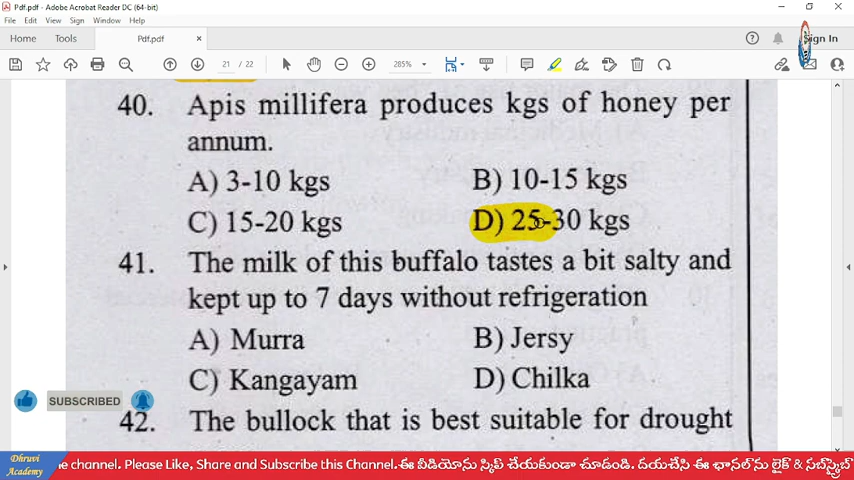 Pdf.pdf - Adobe Acrobat Reader DC (64-bit)
File Edit View Sign Window Help
Home Tools Pdf.pdf × Sign In
21 / 22 285%
40. Apis millifera produces kgs of honey per
annum.
A) 3-10 kgs B) 10-15 kgs
C) 15-20 kgs D) 25-30 kgs
41. The milk of this buffalo tastes a bit salty and
kept up to 7 days without refrigeration
A) Murra B) Jersy
C) Kangayam D) Chilka
SUBSCRIBED
42. The bullock that is best suitable for drought
Dhruvi
Academy
e channel. Please Like, Share and Subscribe this Channel.ఈ వీడియోను స్కిప్ చేయకుండా చూడండి. దయచేసి ఈ ఛానల్‌ను లైక్ & సబ్‌స్క్రైబ్